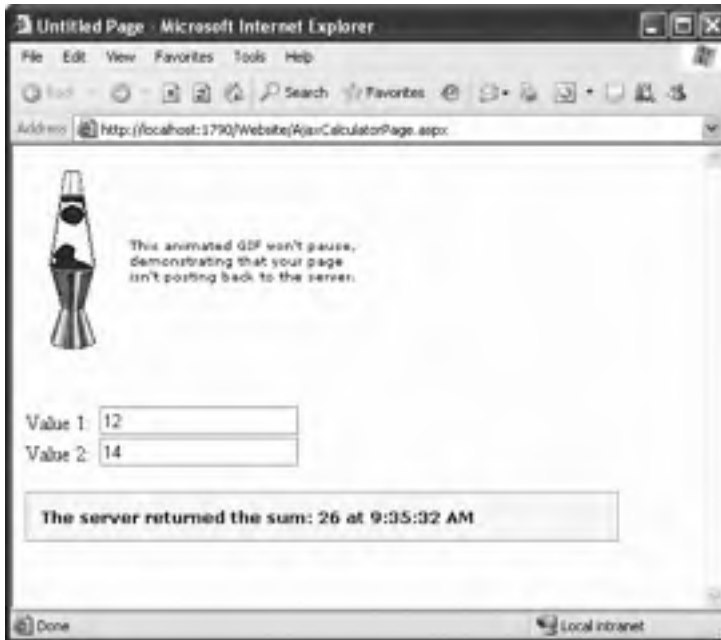 Untitled Page - Microsoft Internet Explorer
File Edit View Favorites Tools Help
Back Search Favorites
Address http://localhost:1790/Website/AjaxCalculatorPage.aspx
This animated GIF won't pause,
demonstrating that your page
isn't posting back to the server.
Value 1: 12
Value 2: 14
The server returned the sum: 26 at 9:35:32 AM
Done Local intranet